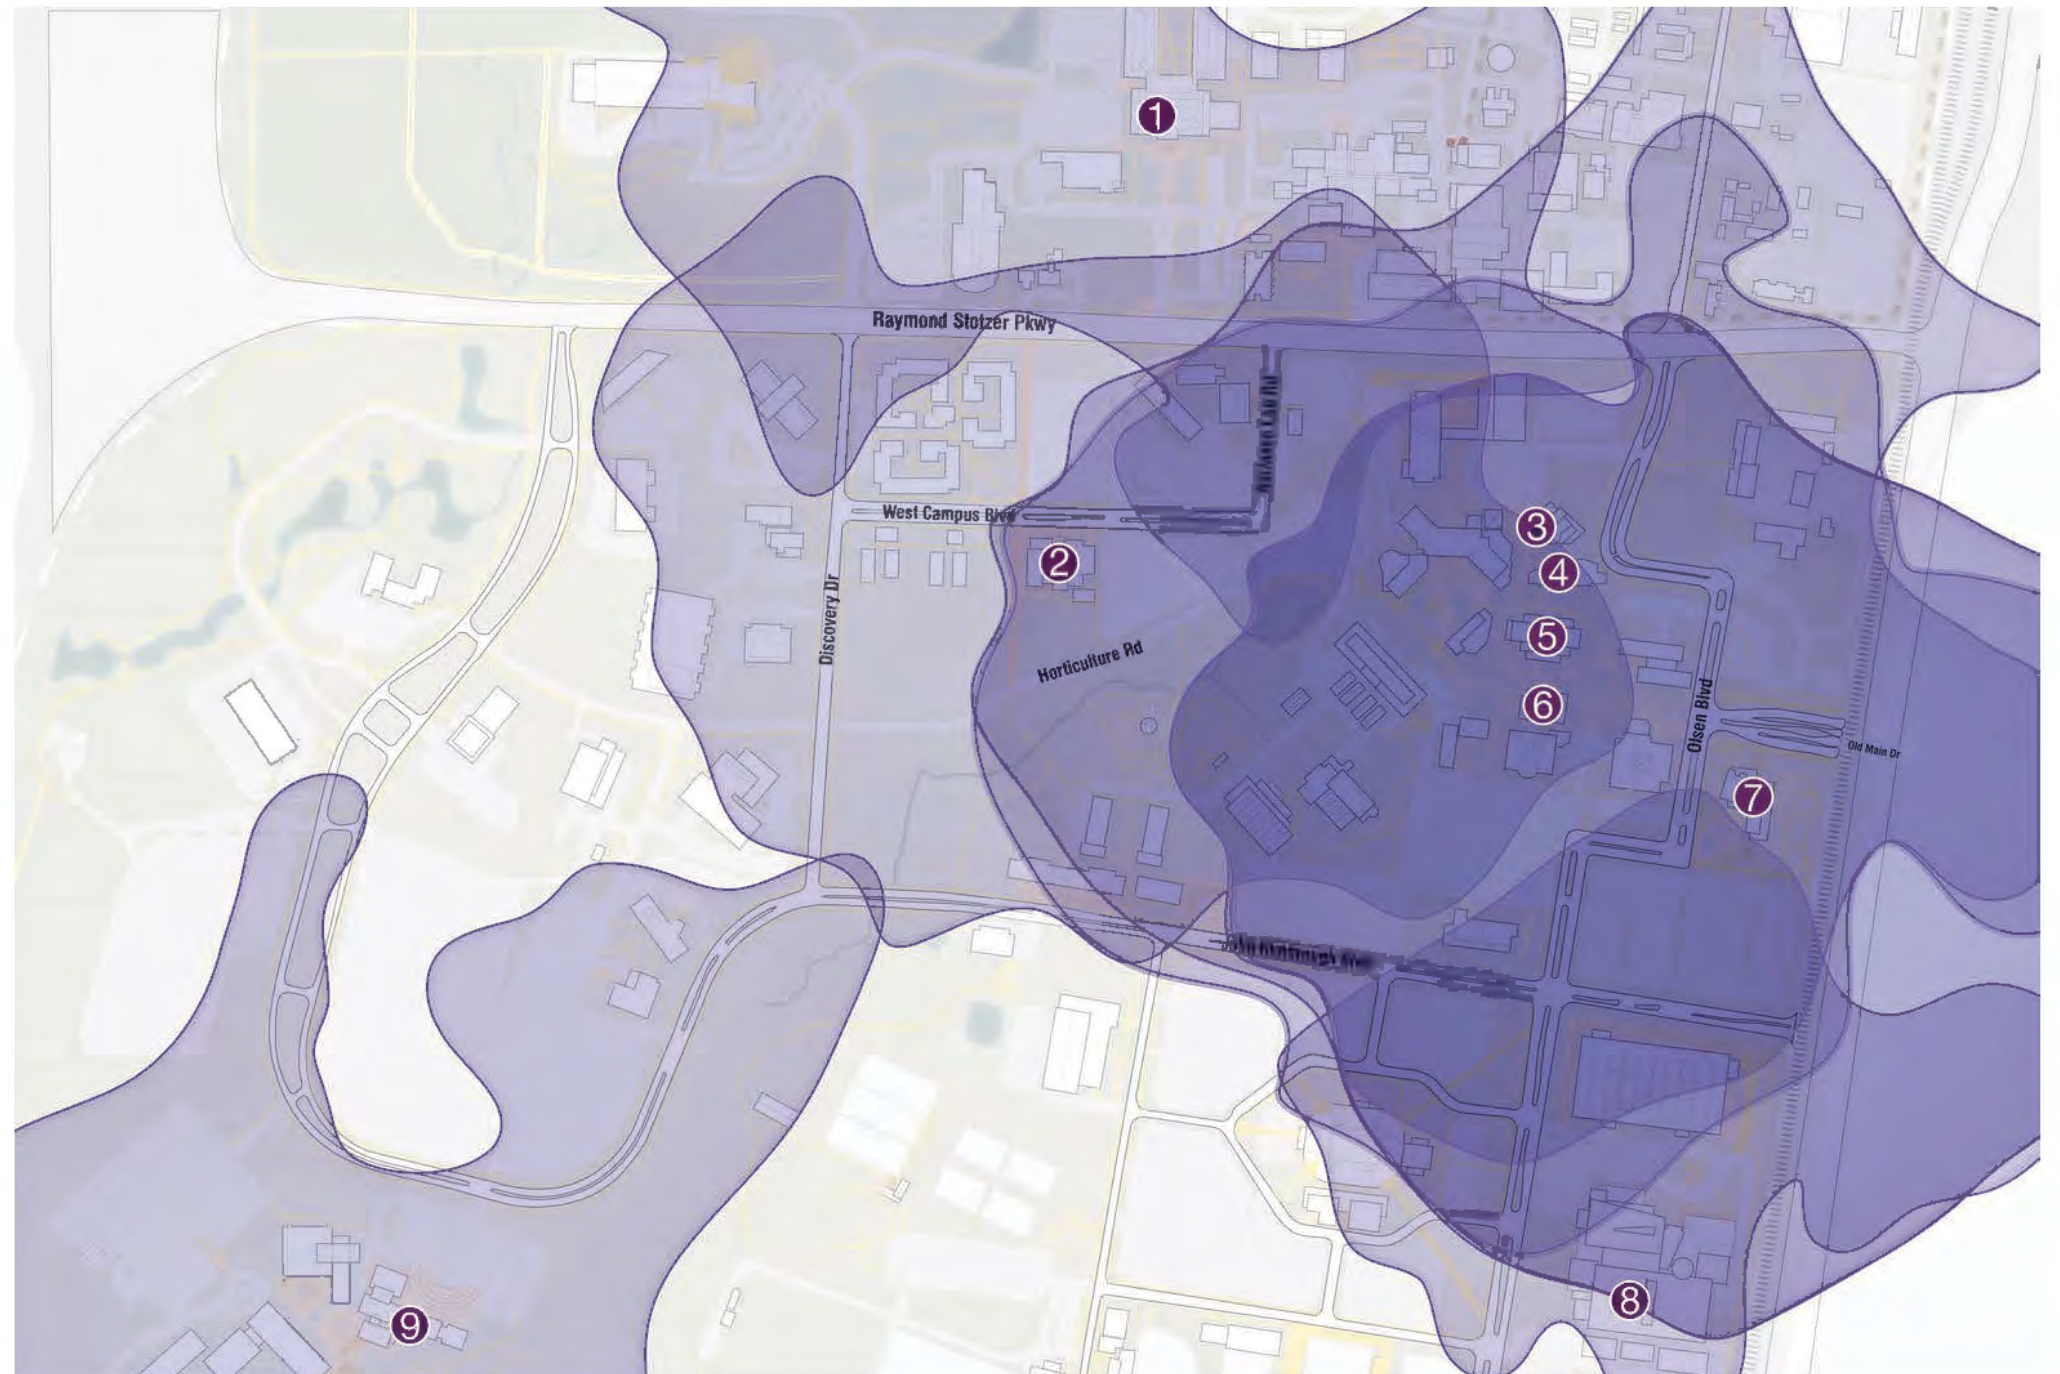 1
Raymond Stotzer Pkwy
West Campus Blvd
3
2
4
Discovery Dr
5
Horticulture Rd
6
Olsen Blvd
Old Main Dr
7
8
9